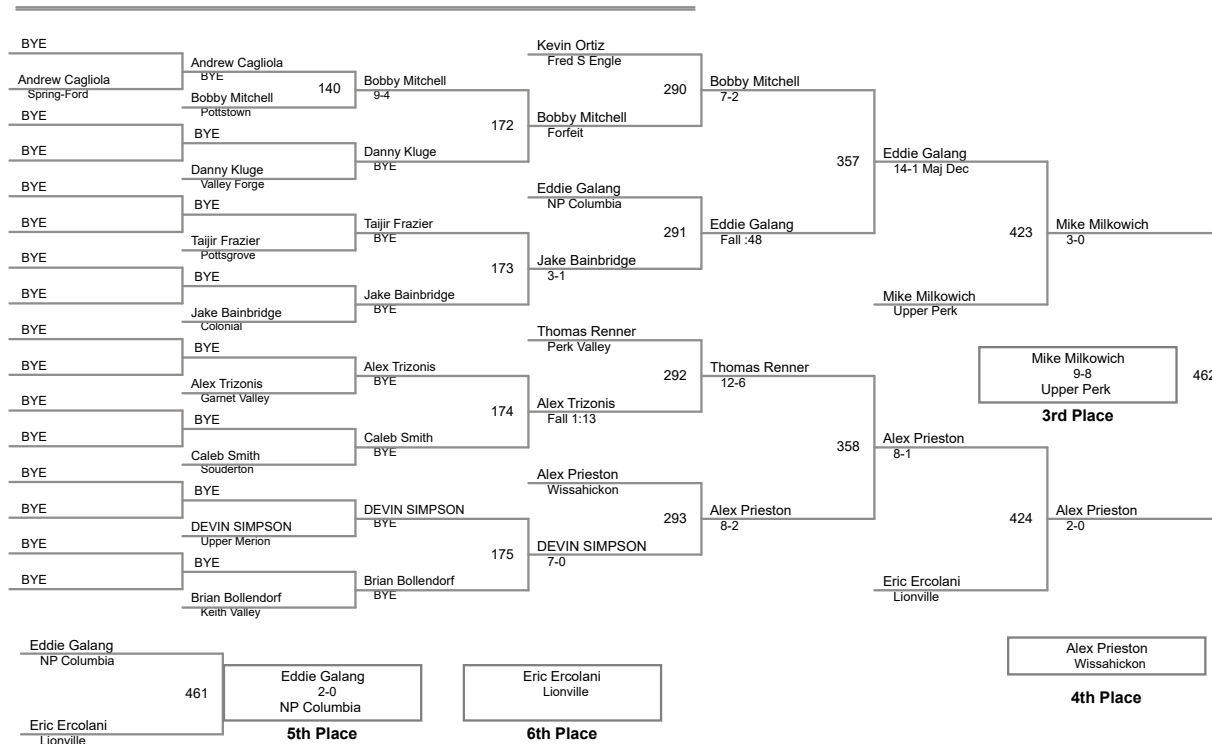 BYE
Andrew Cagliola
Spring-Ford
BYE
BYE
BYE
BYE
BYE
BYE
BYE
BYE
BYE
BYE
BYE
BYE
BYE
BYE
Andrew Cagliola
BYE
140
Bobby Mitchell
Pottstown
BYE
Danny Kluge
Valley Forge
BYE
Taijir Frazier
Pottsgrove
BYE
Jake Bainbridge
Colonial
BYE
Alex Trizonis
Garnet Valley
BYE
Caleb Smith
Souderton
BYE
DEVIN SIMPSON
Upper Merion
BYE
Brian Bollendorf
Keith Valley
Bobby Mitchell
9-4
172
Danny Kluge
BYE
Taijir Frazier
BYE
173
Jake Bainbridge
BYE
Alex Trizonis
BYE
174
Caleb Smith
BYE
DEVIN SIMPSON
BYE
175
Brian Bollendorf
BYE
Kevin Ortiz
Fred S Engle
290
Bobby Mitchell
Forfeit
Eddie Galang
NP Columbia
291
Jake Bainbridge
3-1
Thomas Renner
Perk Valley
292
Alex Trizonis
Fall 1:13
Alex Prieston
Wissahickon
293
DEVIN SIMPSON
7-0
Bobby Mitchell
7-2
357
Eddie Galang
Fall :48
Thomas Renner
12-6
358
Alex Prieston
8-2
Eddie Galang
14-1 Maj Dec
423
Mike Milkowich
Upper Perk
Alex Prieston
8-1
424
Eric Ercolani
Lionville
Mike Milkowich
3-0
Alex Prieston
2-0
Mike Milkowich
9-8
Upper Perk
462
3rd Place
Alex Prieston
Wissahickon
4th Place
Eddie Galang
NP Columbia
461
Eric Ercolani
Lionville
Eddie Galang
2-0
NP Columbia
5th Place
Eric Ercolani
Lionville
6th Place